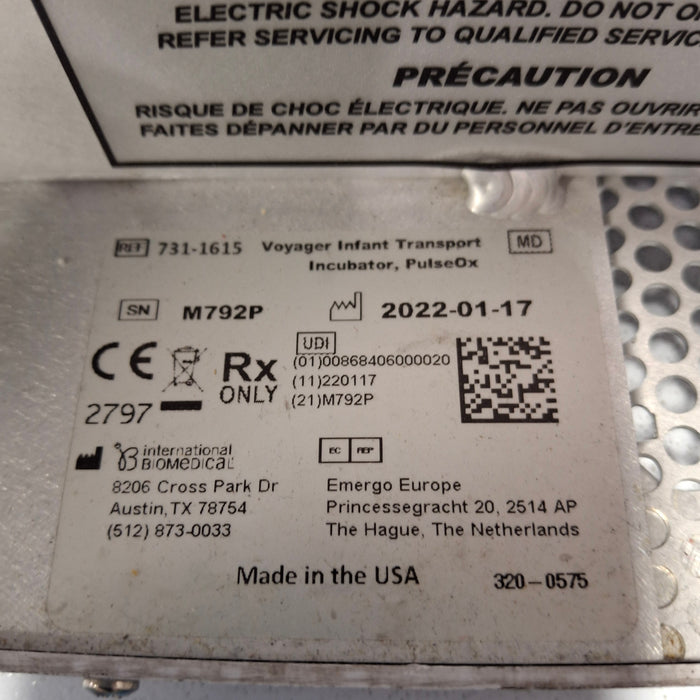 ELECTRIC SHOCK HAZARD. DO NOT
REFER SERVICING TO QUALIFIED
PRÉCAUTION
RISQUE DE CHOC ÉLECTRIQUE. NE PAS OUVRIR
FAITES DÉPANNER PAR DU PERSONNEL
REF 731-1615 Voyager Infant Transport MD
Incubator, PulseOx
SN M792P 2022-01-17
CE 2797
Rx ONLY
UDI
(01)00868406000020
(11)220117
(21)M792P
international
BIOMEDICAL
8206 Cross Park Dr
Austin, TX 78754
(512) 873-0033
EC REP
Emergo Europe
Princessegracht 20, 2514 AP
The Hague, The Netherlands
Made in the USA
320-0575